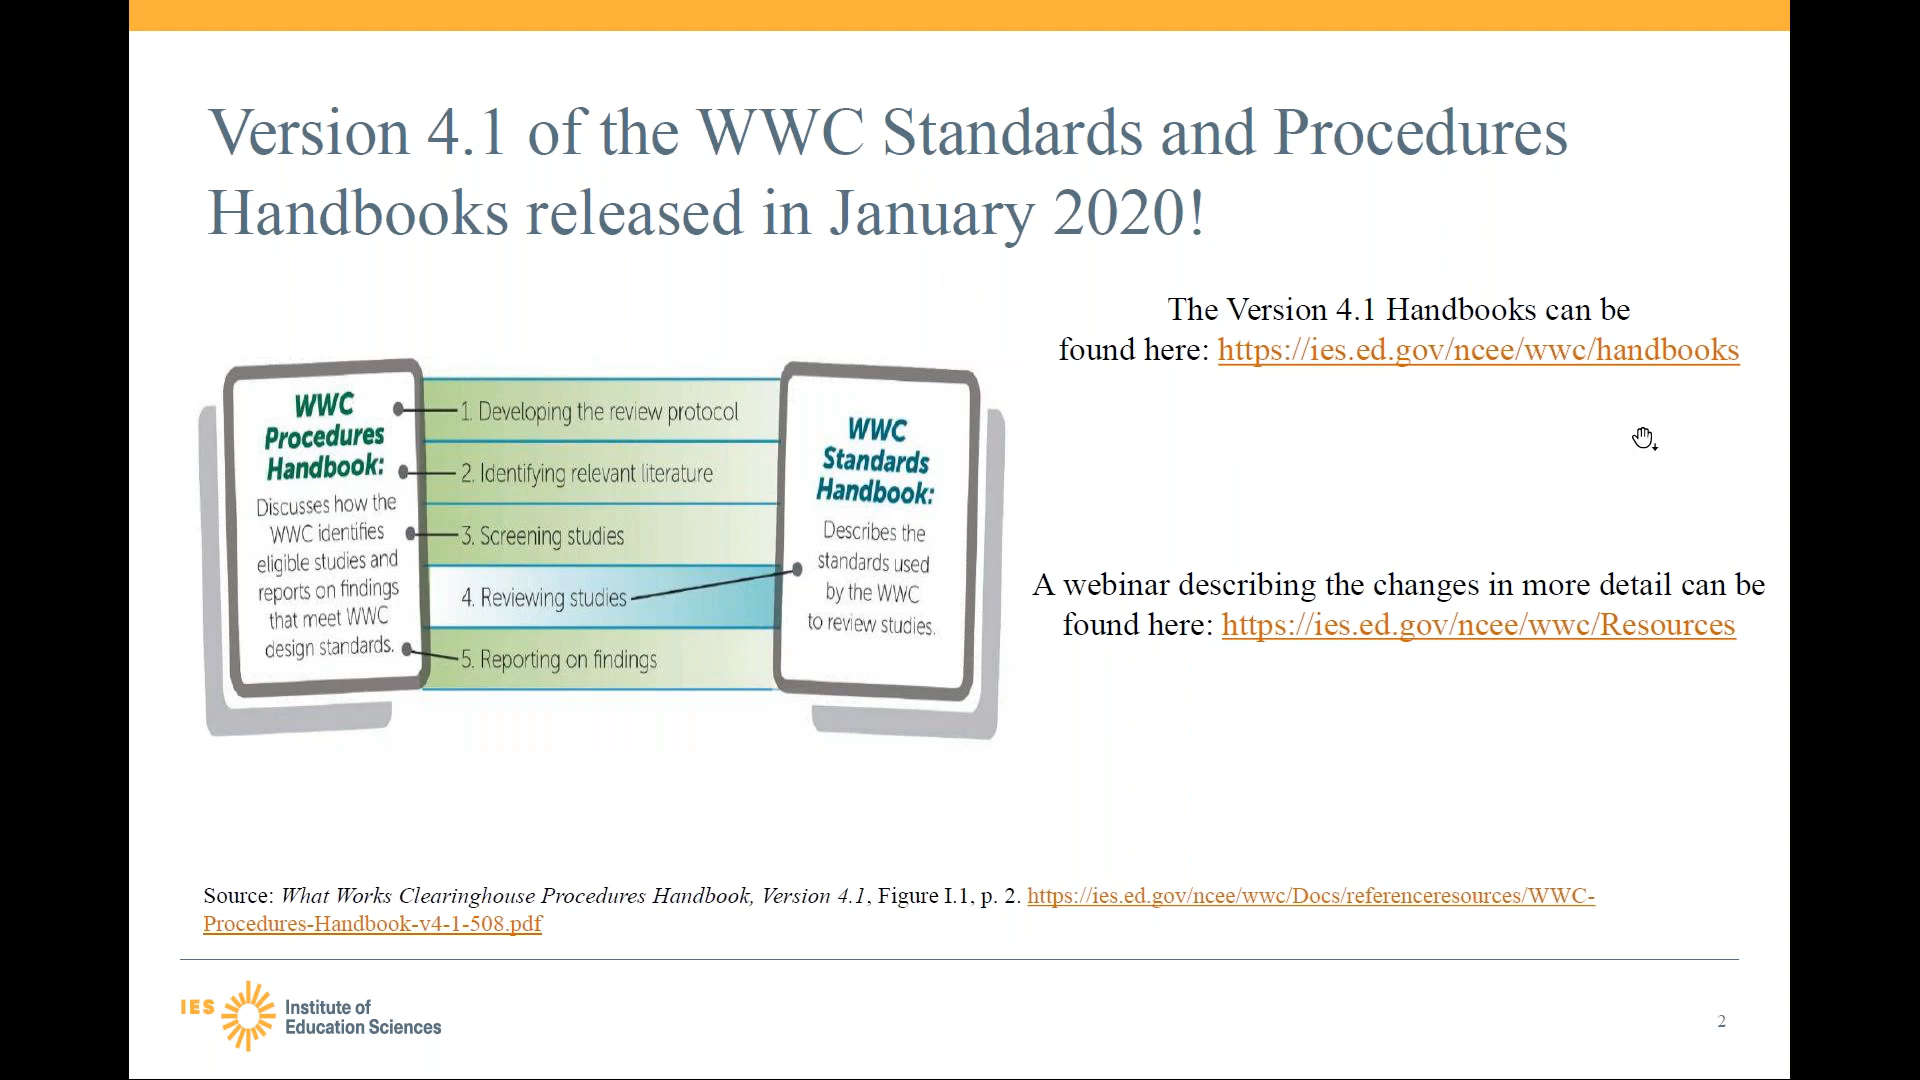 Version 4.1 of the WWC Standards and Procedures
Handbooks released in January 2020!
WWC
Procedures
Handbook:
Discusses how the
WWC identifies
eligible studies and
reports on findings
that meet WWC
design standards.
1. Developing the review protocol
2. Identifying relevant literature
3. Screening studies
4. Reviewing studies
5. Reporting on findings
WWC
Standards
Handbook:
Describes the
standards used
by the WWC
to review studies.
The Version 4.1 Handbooks can be
found here: https://ies.ed.gov/ncee/wwc/handbooks
A webinar describing the changes in more detail can be
found here: https://ies.ed.gov/ncee/wwc/Resources
Source: What Works Clearinghouse Procedures Handbook, Version 4.1, Figure I.1, p. 2. https://ies.ed.gov/ncee/wwc/Docs/referenceresources/WWC-
Procedures-Handbook-v4-1-508.pdf
IES
Institute of
Education Sciences
2